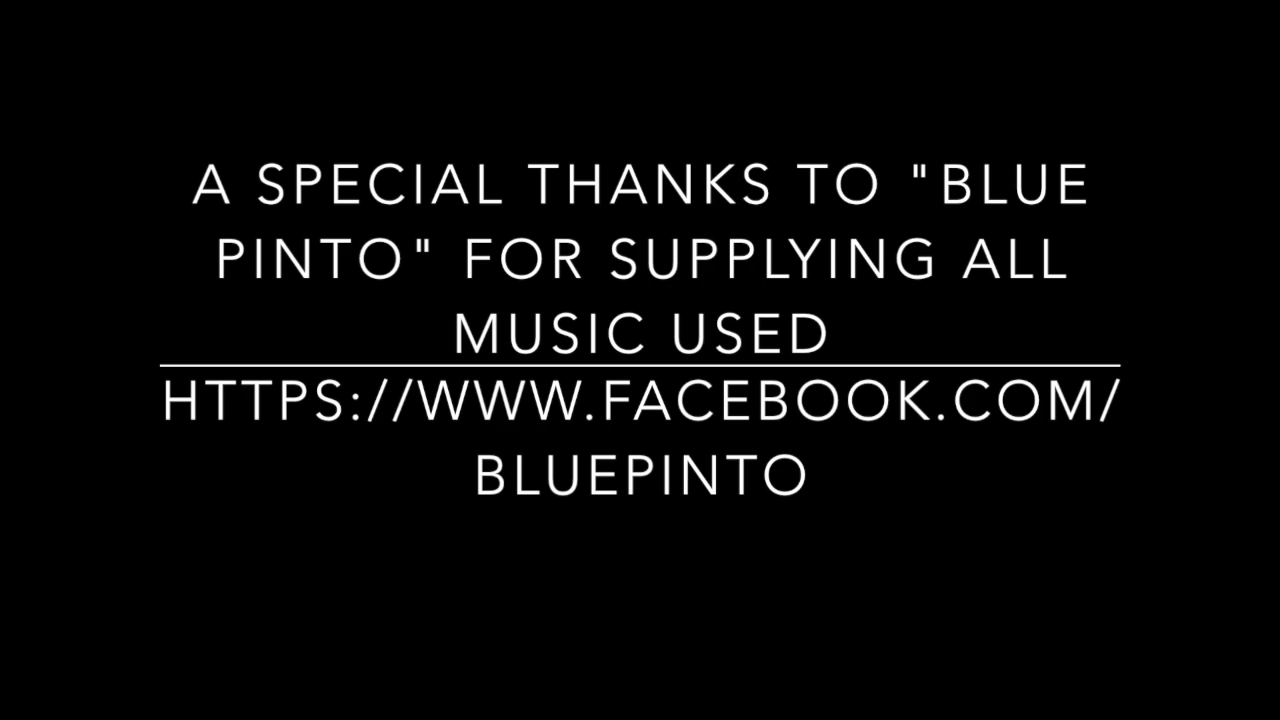 A SPECIAL THANKS TO "BLUE
PINTO" FOR SUPPLYING ALL
MUSIC USED
HTTPS://WWW.FACEBOOK.COM/
BLUEPINTO